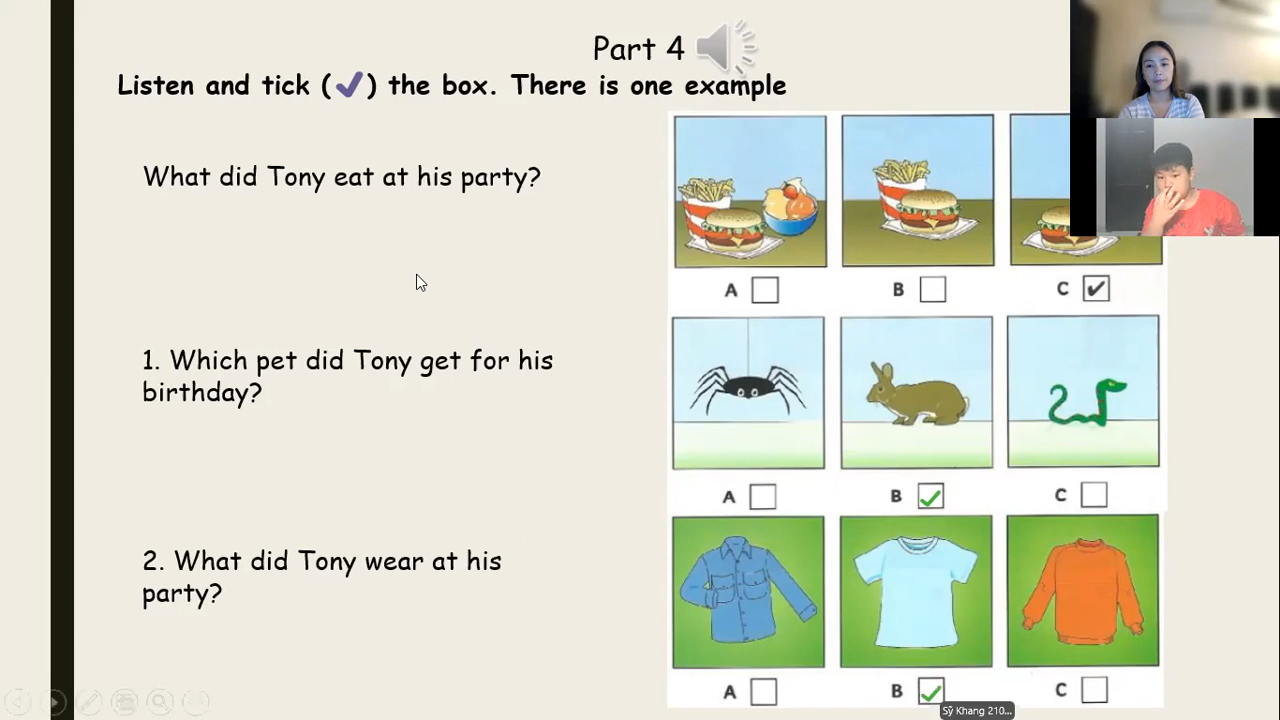 Part 4
Listen and tick (✔) the box. There is one example
What did Tony eat at his party?
A
B
C
1. Which pet did Tony get for his
birthday?
A
B
C
2. What did Tony wear at his
party?
A
B
C
Sỹ Khang 210...